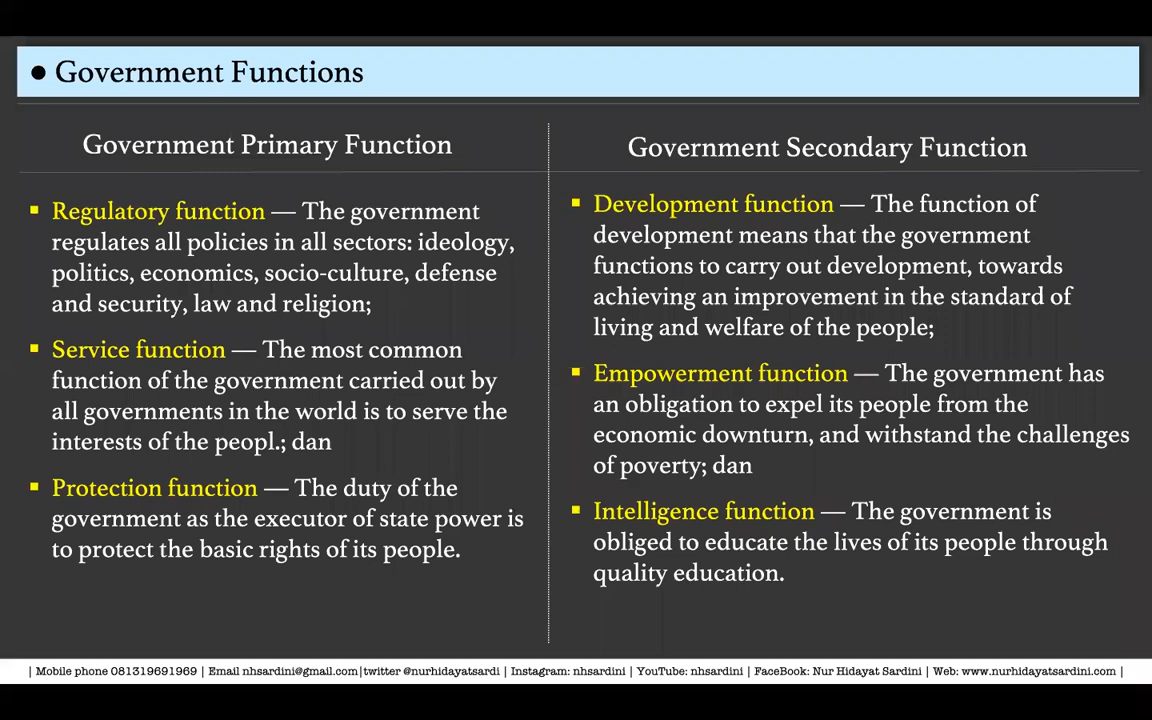 ● Government Functions
Government Primary Function
▪ Regulatory function — The government
regulates all policies in all sectors: ideology,
politics, economics, socio-culture, defense
and security, law and religion;
▪ Service function — The most common
function of the government carried out by
all governments in the world is to serve the
interests of the peopl.; dan
▪ Protection function — The duty of the
government as the executor of state power is
to protect the basic rights of its people.
Government Secondary Function
▪ Development function — The function of
development means that the government
functions to carry out development, towards
achieving an improvement in the standard of
living and welfare of the people;
▪ Empowerment function — The government has
an obligation to expel its people from the
economic downturn, and withstand the challenges
of poverty; dan
▪ Intelligence function — The government is
obliged to educate the lives of its people through
quality education.
| Mobile phone 081319691969 | Email nhsardini@gmail.com|twitter @nurhidayatsardi | Instagram: nhsardini | YouTube: nhsardini | FaceBook: Nur Hidayat Sardini | Web: www.nurhidayatsardini.com |